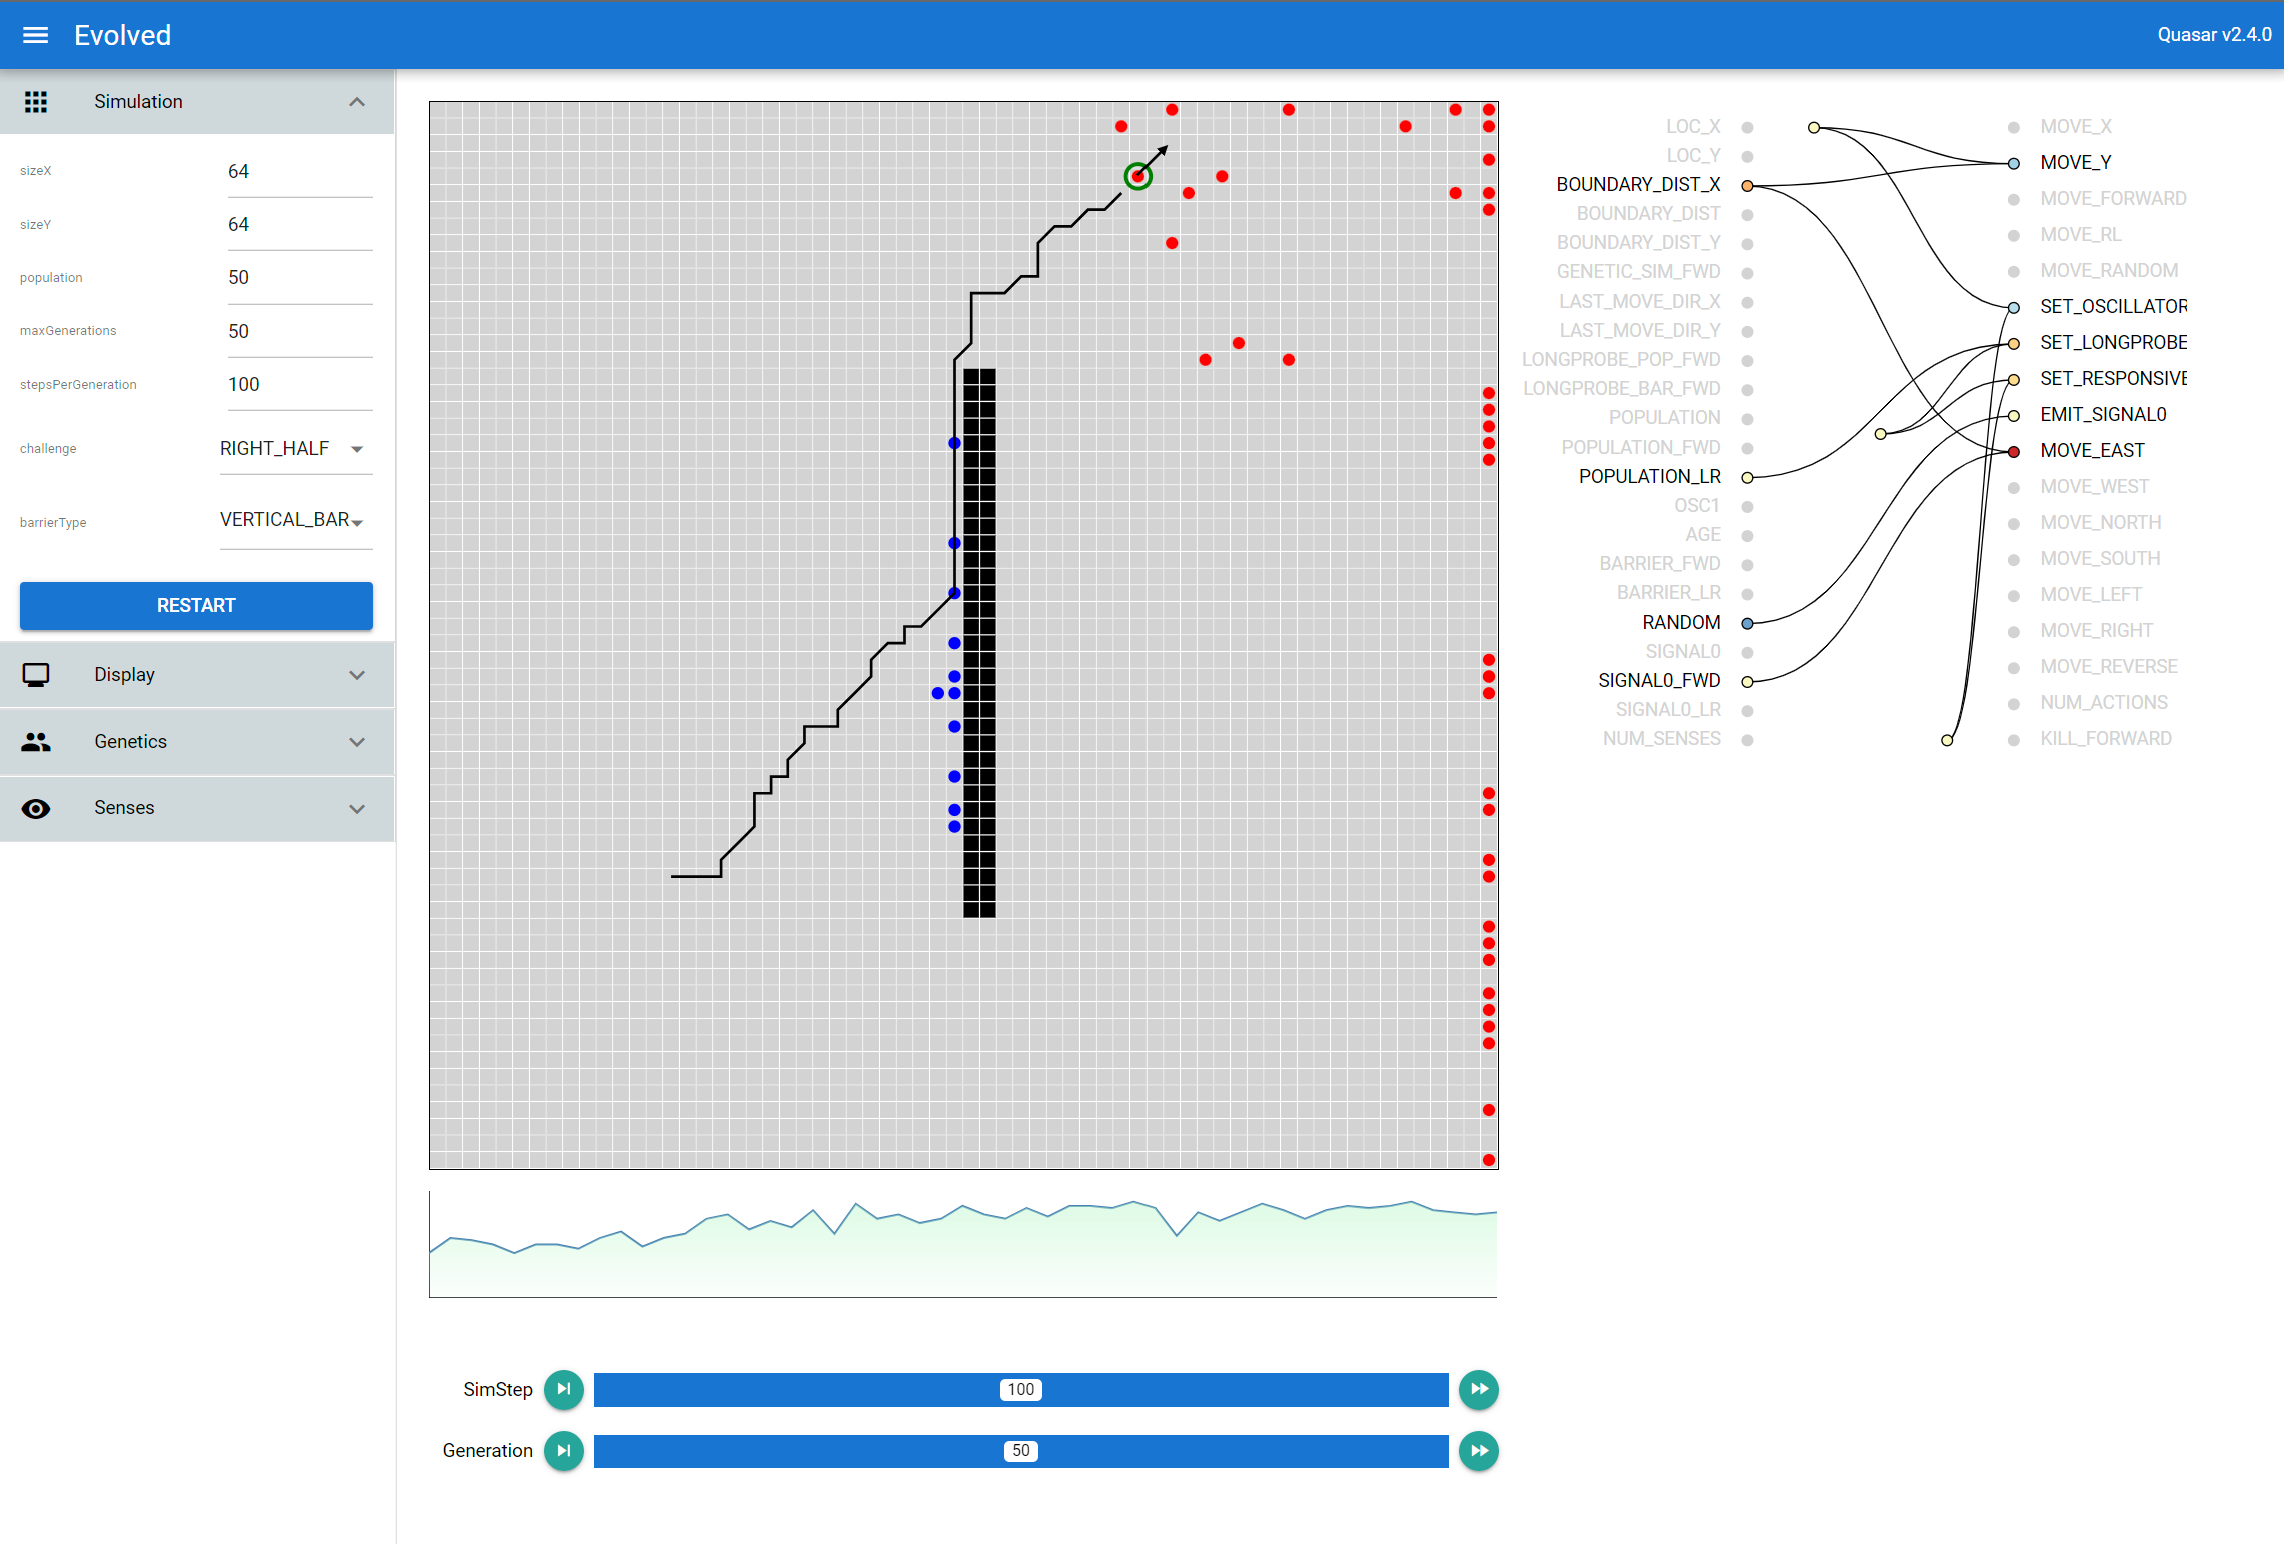 Evolved
Quasar v2.4.0
Simulation
sizeX 64
sizeY 64
population 50
maxGenerations 50
stepsPerGeneration 100
challenge RIGHT_HALF
barrierType VERTICAL_BAR
RESTART
Display
Genetics
Senses
LOC_X
LOC_Y
BOUNDARY_DIST_X
BOUNDARY_DIST
BOUNDARY_DIST_Y
GENETIC_SIM_FWD
LAST_MOVE_DIR_X
LAST_MOVE_DIR_Y
LONGPROBE_POP_FWD
LONGPROBE_BAR_FWD
POPULATION
POPULATION_FWD
POPULATION_LR
OSC1
AGE
BARRIER_FWD
BARRIER_LR
RANDOM
SIGNAL0
SIGNAL0_FWD
SIGNAL0_LR
NUM_SENSES
MOVE_X
MOVE_Y
MOVE_FORWARD
MOVE_RL
MOVE_RANDOM
SET_OSCILLATOR
SET_LONGPROBE
SET_RESPONSIVE
EMIT_SIGNAL0
MOVE_EAST
MOVE_WEST
MOVE_NORTH
MOVE_SOUTH
MOVE_LEFT
MOVE_RIGHT
MOVE_REVERSE
NUM_ACTIONS
KILL_FORWARD
SimStep 100
Generation 50